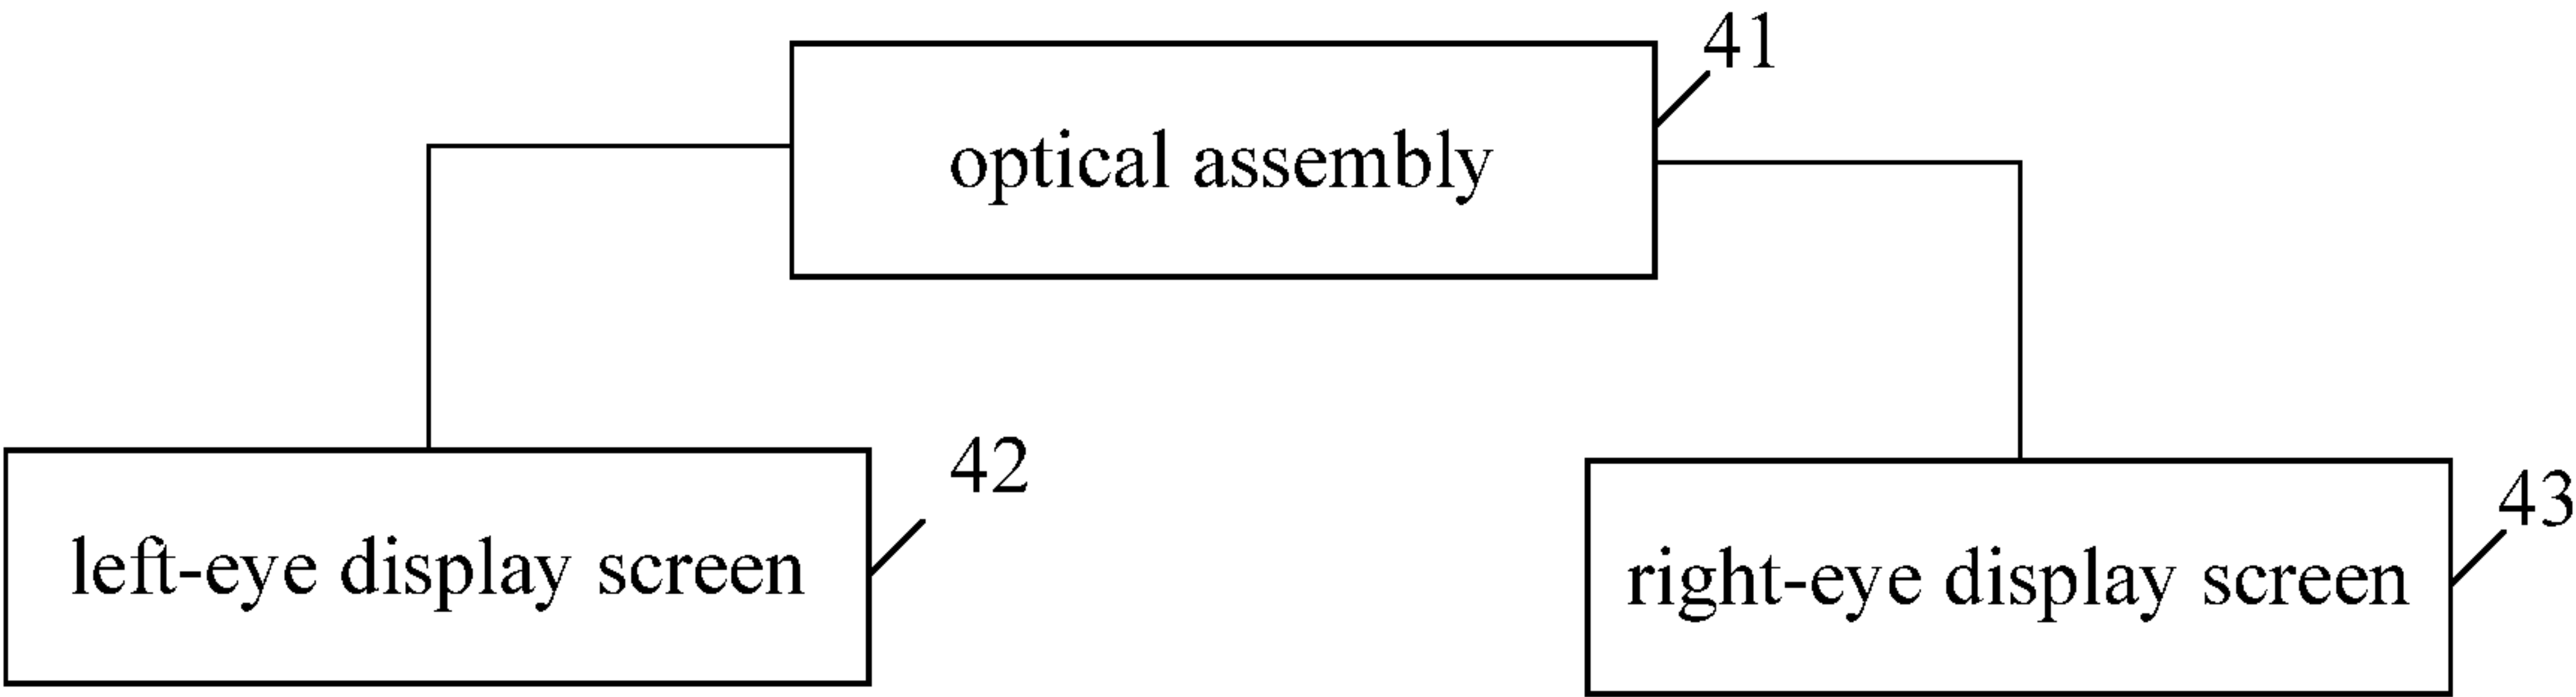 41
optical assembly
42
left-eye display screen
43
right-eye display screen